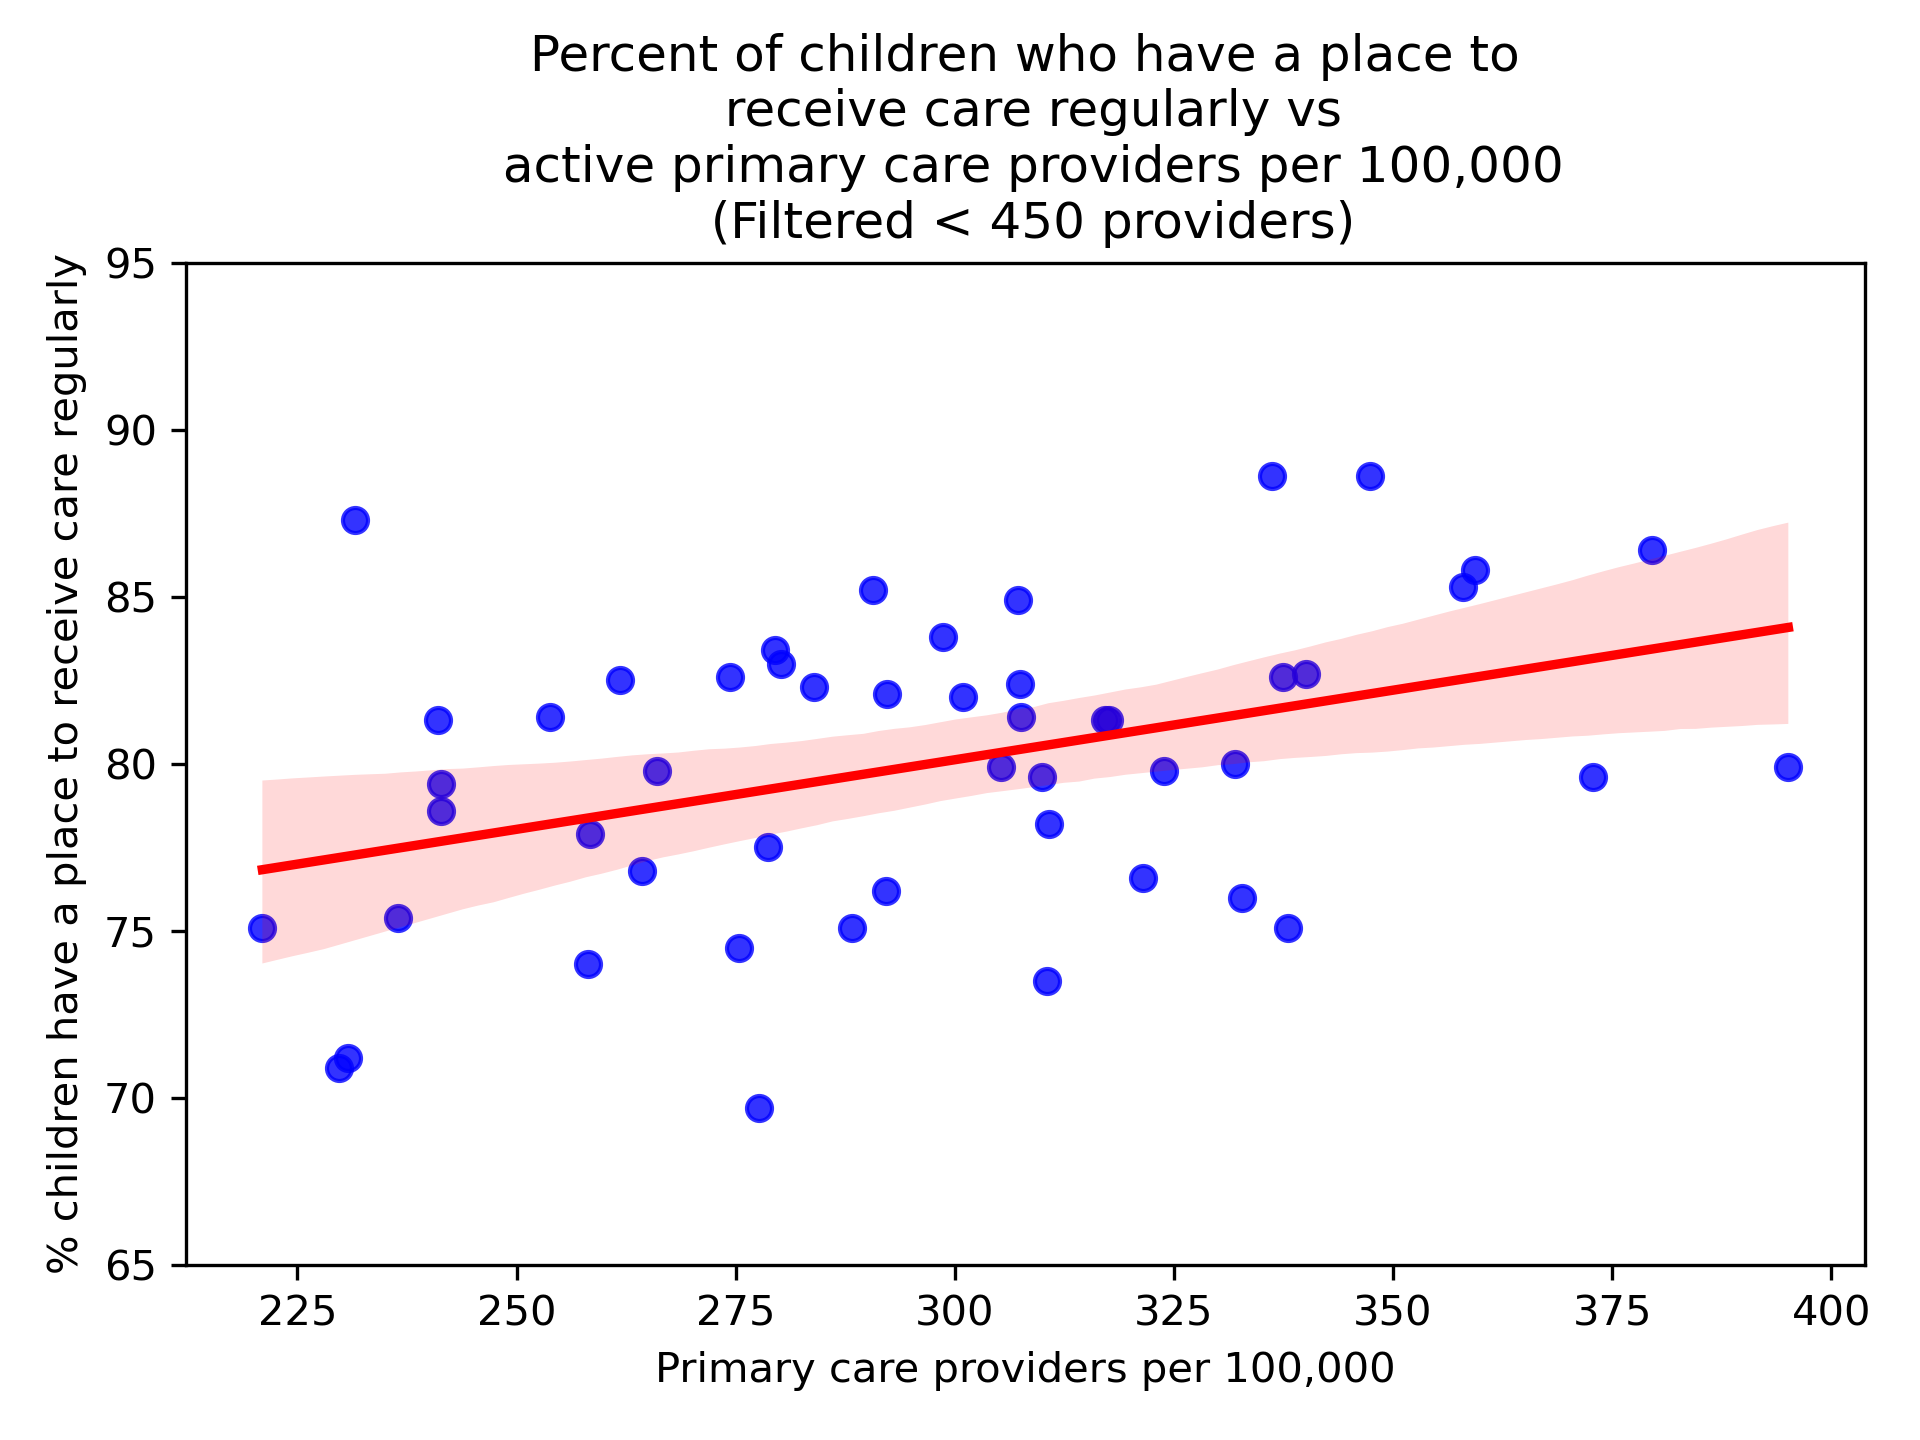 Percent of children who have a place to
receive care regularly vs
active primary care providers per 100,000
(Filtered < 450 providers)
% children have a place to receive care regularly
95
90
85
80
75
70
65
225 250 275 300 325 350 375 400
Primary care providers per 100,000